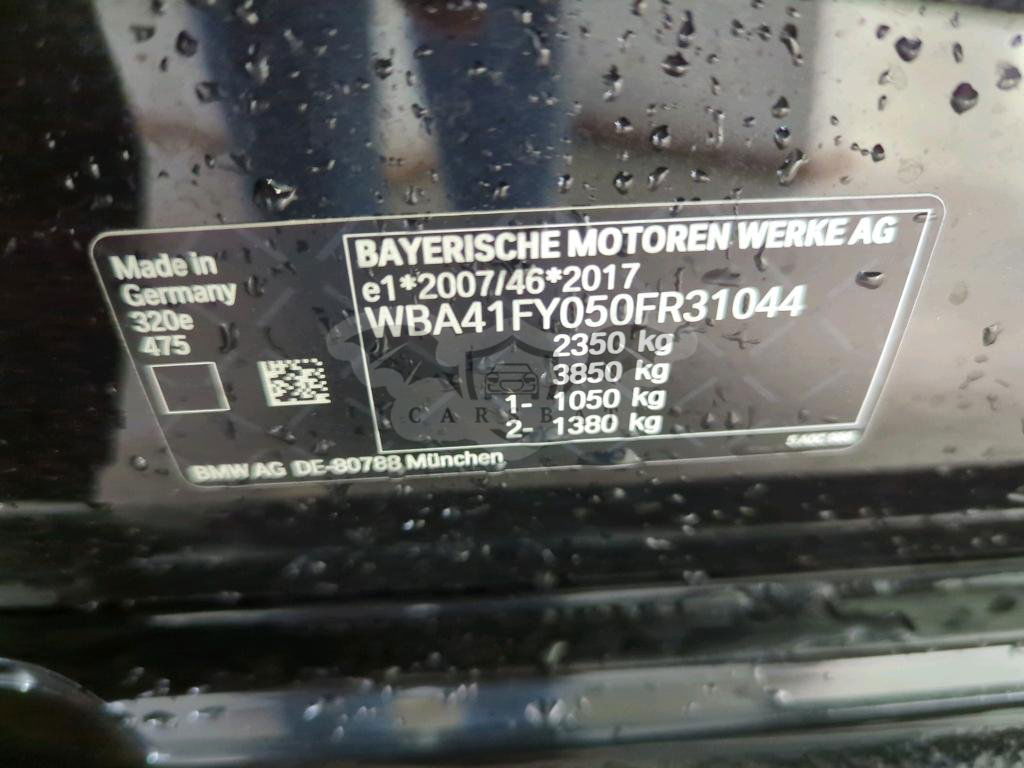 Made in
Germany
320e
475
BAYERISCHE MOTOREN WERKE AG
e1*2007/46*2017
WBA41FY050FR31044
2350 kg
3850 kg
1- 1050 kg
2- 1380 kg
BMW AG DE-80788 München